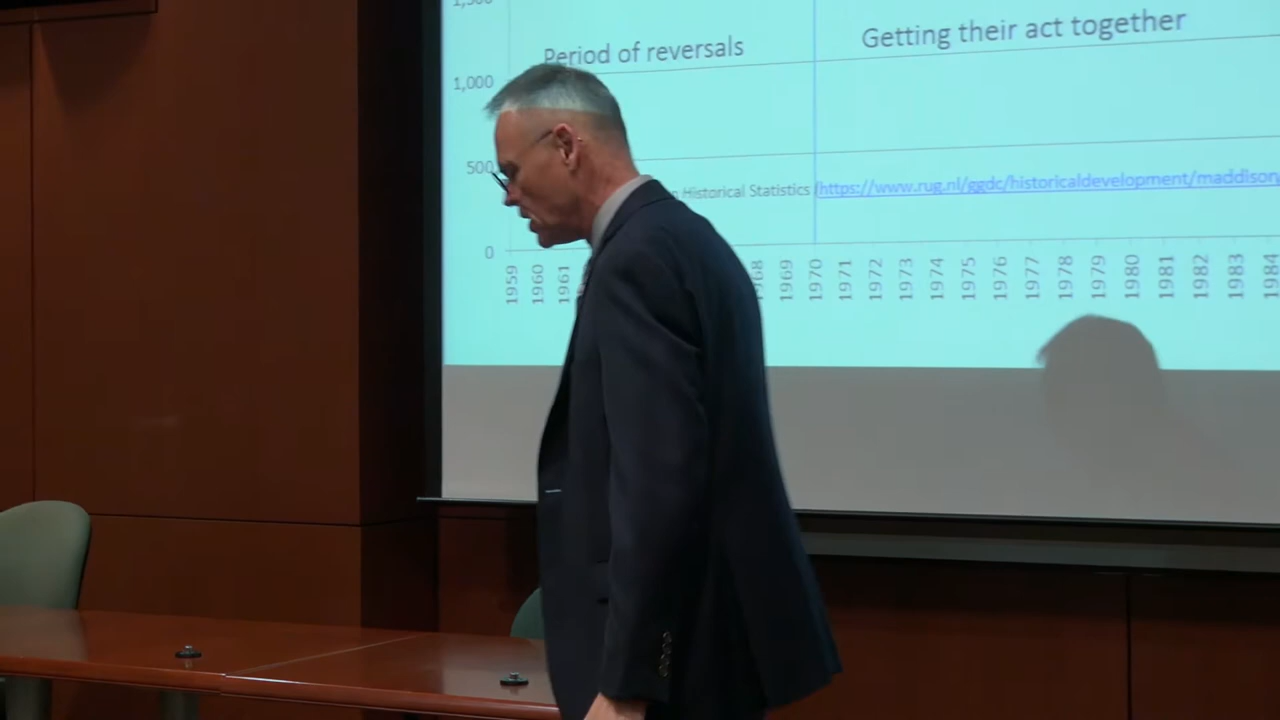 Period of reversals
Getting their act together
1,000
500
Historical Statistics (https://www.rug.nl/ggdc/historicaldevelopment/maddison
0
1959 1960 1961 1969 1970 1971 1972 1973 1974 1975 1976 1977 1978 1979 1980 1981 1982 1983 1984